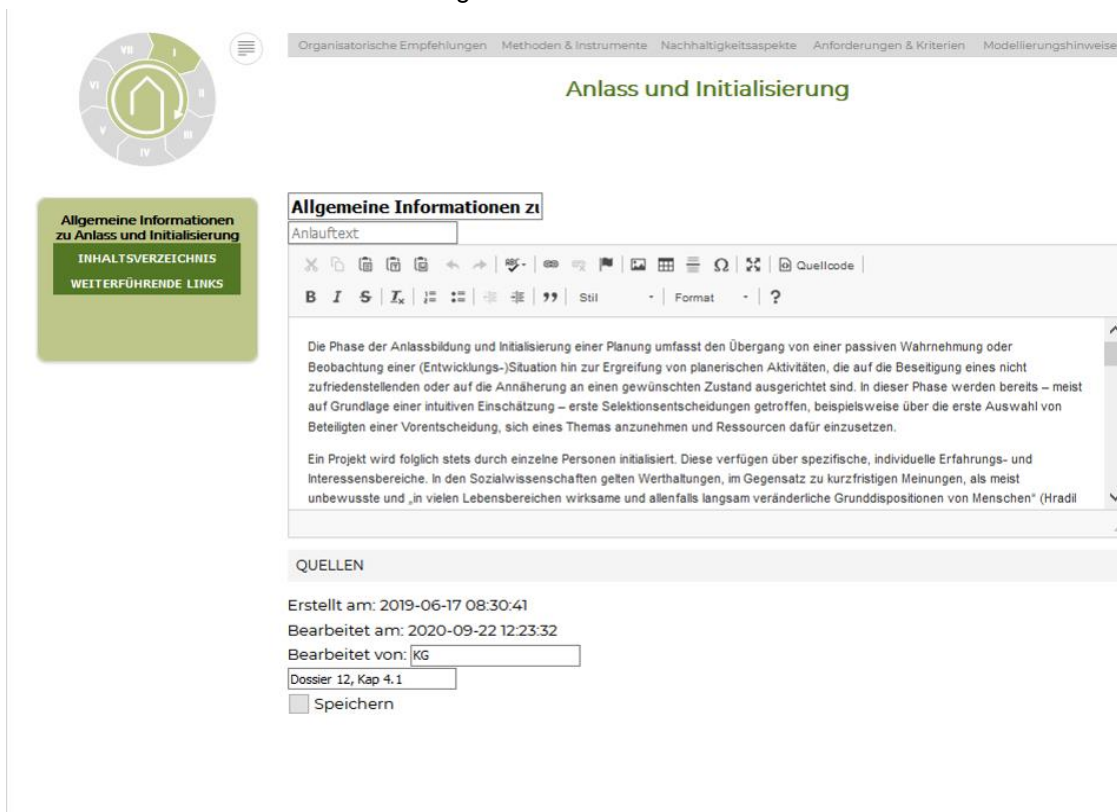 VII
I
VI
II
V
III
IV
Organisatorische Empfehlungen Methoden & Instrumente Nachhaltigkeitsaspekte Anforderungen & Kriterien Modellierungshinweise
Anlass und Initialisierung
Allgemeine Informationen
zu Anlass und Initialisierung
INHALTSVERZEICHNIS
WEITERFÜHRENDE LINKS
Allgemeine Informationen zu
Anlauftext
Quellcode
B I S Ix Stil Format ?
Die Phase der Anlassbildung und Initialisierung einer Planung umfasst den Übergang von einer passiven Wahrnehmung oder
Beobachtung einer (Entwicklungs-)Situation hin zur Ergreifung von planerischen Aktivitäten, die auf die Beseitigung eines nicht
zufriedenstellenden oder auf die Annäherung an einen gewünschten Zustand ausgerichtet sind. In dieser Phase werden bereits – meist
auf Grundlage einer intuitiven Einschätzung – erste Selektionsentscheidungen getroffen, beispielsweise über die erste Auswahl von
Beteiligten einer Vorentscheidung, sich eines Themas anzunehmen und Ressourcen dafür einzusetzen.
Ein Projekt wird folglich stets durch einzelne Personen initialisiert. Diese verfügen über spezifische, individuelle Erfahrungs- und
Interessensbereiche. In den Sozialwissenschaften gelten Werthaltungen, im Gegensatz zu kurzfristigen Meinungen, als meist
unbewusste und „in vielen Lebensbereichen wirksame und allenfalls langsam veränderliche Grunddispositionen von Menschen“ (Hradil
QUELLEN
Erstellt am: 2019-06-17 08:30:41
Bearbeitet am: 2020-09-22 12:23:32
Bearbeitet von: KG
Dossier 12, Kap 4.1
Speichern